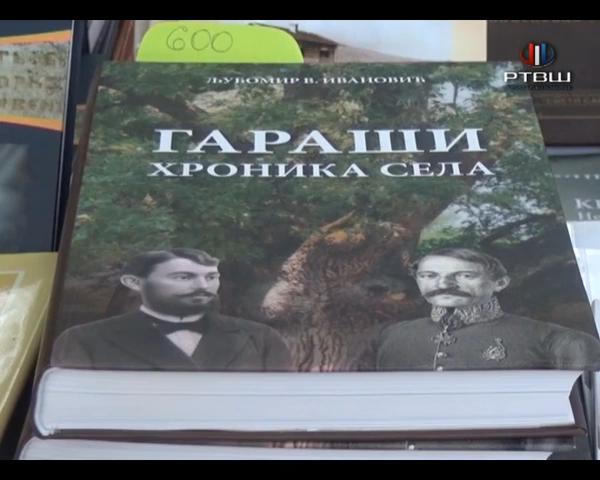 600
РТВШ
ЉУБОМИР В. ИВАНОВИЋ
ГАРАШИ
ХРОНИКА СЕЛА